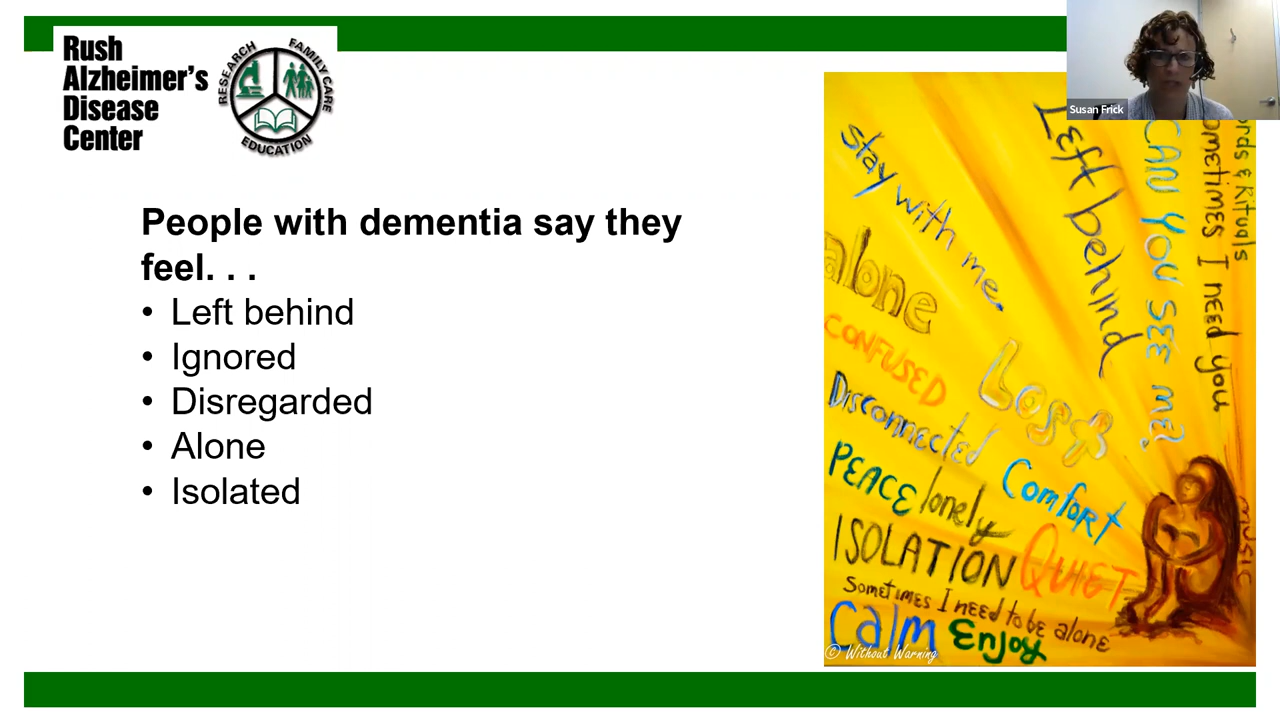 Rush
Alzheimer's
Disease
Center
RESEARCH
FAMILY CARE
EDUCATION
Susan Frick
People with dementia say they
feel. . .
• Left behind
• Ignored
• Disregarded
• Alone
• Isolated
stay with me
Left behind
CAN YOU SEE ME?
SOMETIMES I NEED you
& Rituals
alone
CONFUSED
Lost
Disconnected
Comfort
PEACE
lonely
ISOLATION
QUIET
MUSIC
Sometimes I need to be alone
Calm
Enjoy
© Without Warning